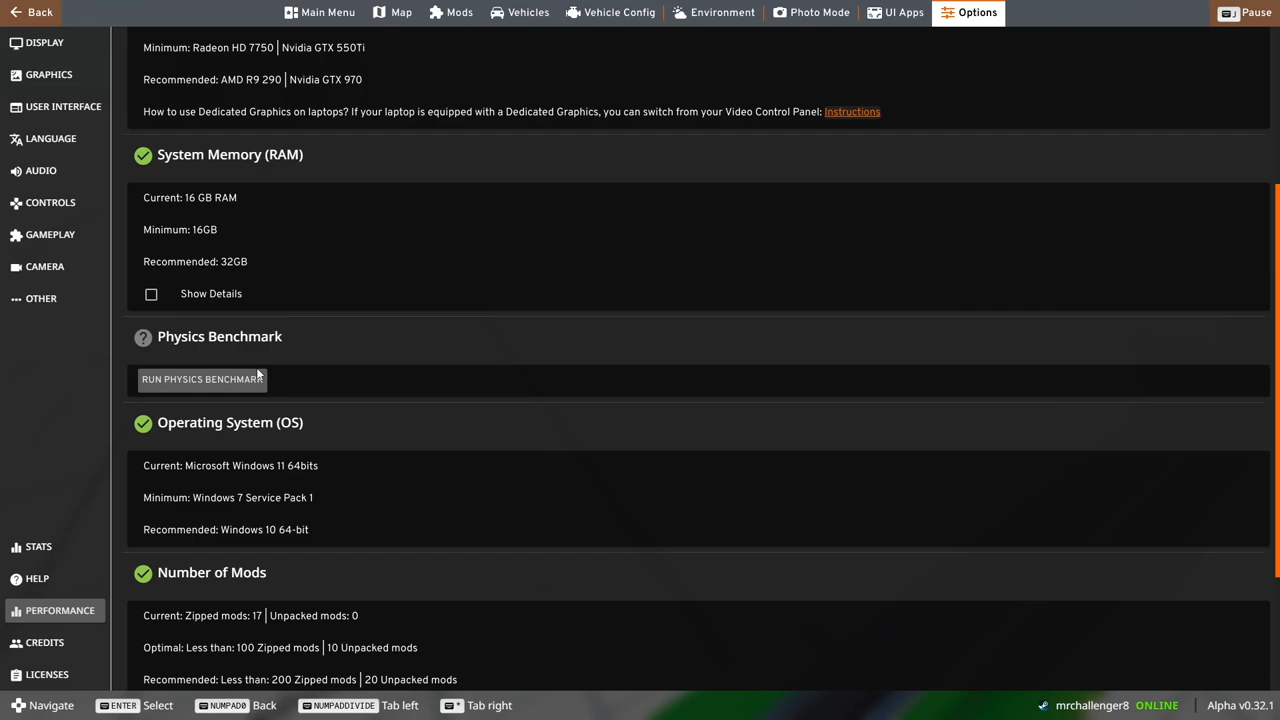 Back
Main Menu
Map
Mods
Vehicles
Vehicle Config
Environment
Photo Mode
UI Apps
Options
J
Pause
DISPLAY
GRAPHICS
USER INTERFACE
LANGUAGE
AUDIO
CONTROLS
GAMEPLAY
CAMERA
OTHER
STATS
HELP
PERFORMANCE
CREDITS
LICENSES
Minimum: Radeon HD 7750 | Nvidia GTX 550Ti
Recommended: AMD R9 290 | Nvidia GTX 970
How to use Dedicated Graphics on laptops? If your laptop is equipped with a Dedicated Graphics, you can switch from your Video Control Panel: Instructions
System Memory (RAM)
Current: 16 GB RAM
Minimum: 16GB
Recommended: 32GB
Show Details
Physics Benchmark
RUN PHYSICS BENCHMARK
Operating System (OS)
Current: Microsoft Windows 11 64bits
Minimum: Windows 7 Service Pack 1
Recommended: Windows 10 64-bit
Number of Mods
Current: Zipped mods: 17 | Unpacked mods: 0
Optimal: Less than: 100 Zipped mods | 10 Unpacked mods
Recommended: Less than: 200 Zipped mods | 20 Unpacked mods
Navigate
ENTER Select
NUMPAD0 Back
NUMPADDIVIDE Tab left
* Tab right
mrchallenger8 ONLINE
Alpha v0.32.1